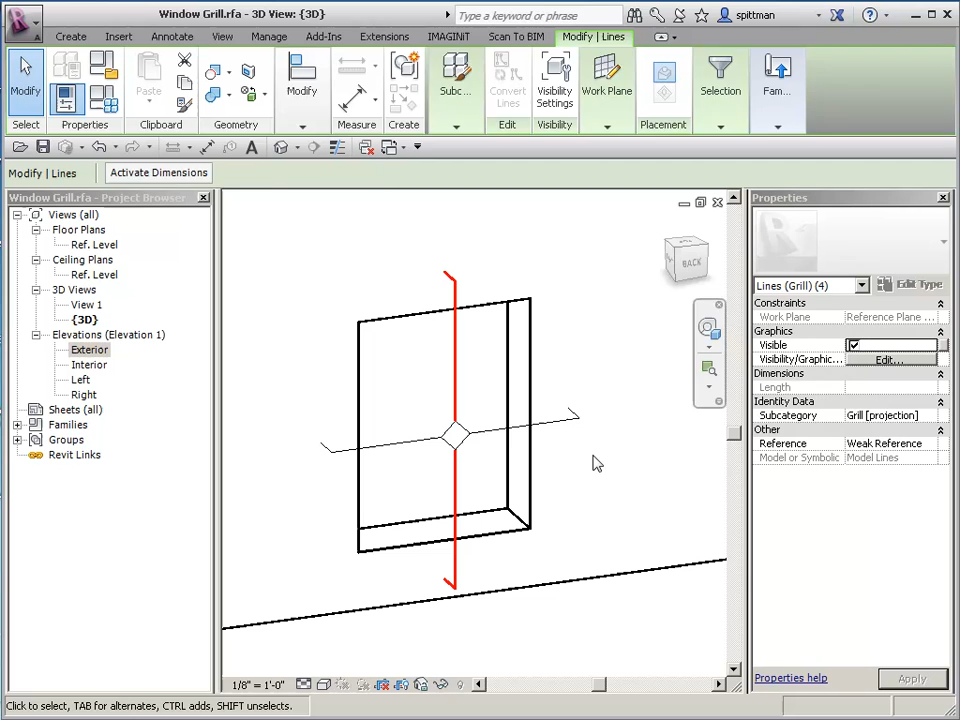 Window Grill.rfa - 3D View: {3D}
Type a keyword or phrase
spittman
Create Insert Annotate View Manage Add-Ins Extensions IMAGINiT Scan To BIM Modify | Lines
Modify
Paste
Modify
Subc ...
Convert Lines
Visibility Settings
Work Plane
Selection
Fam...
Select Properties Clipboard Geometry Measure Create Edit Visibility Placement
Modify | Lines
Activate Dimensions
Window Grill.rfa - Project Browser
Views (all)
Floor Plans
Ref. Level
Ceiling Plans
Ref. Level
3D Views
View 1
{3D}
Elevations (Elevation 1)
Exterior
Interior
Left
Right
Sheets (all)
Families
Groups
Revit Links
BACK
Properties
Lines (Grill) (4)
Edit Type
Constraints
Work Plane Reference Plane ...
Graphics
Visible
Visibility/Graphic... Edit...
Dimensions
Length
Identity Data
Subcategory Grill [projection]
Other
Reference Weak Reference
Model or Symbolic Model Lines
Properties help
Apply
1/8" = 1'-0"
Click to select, TAB for alternates, CTRL adds, SHIFT unselects.